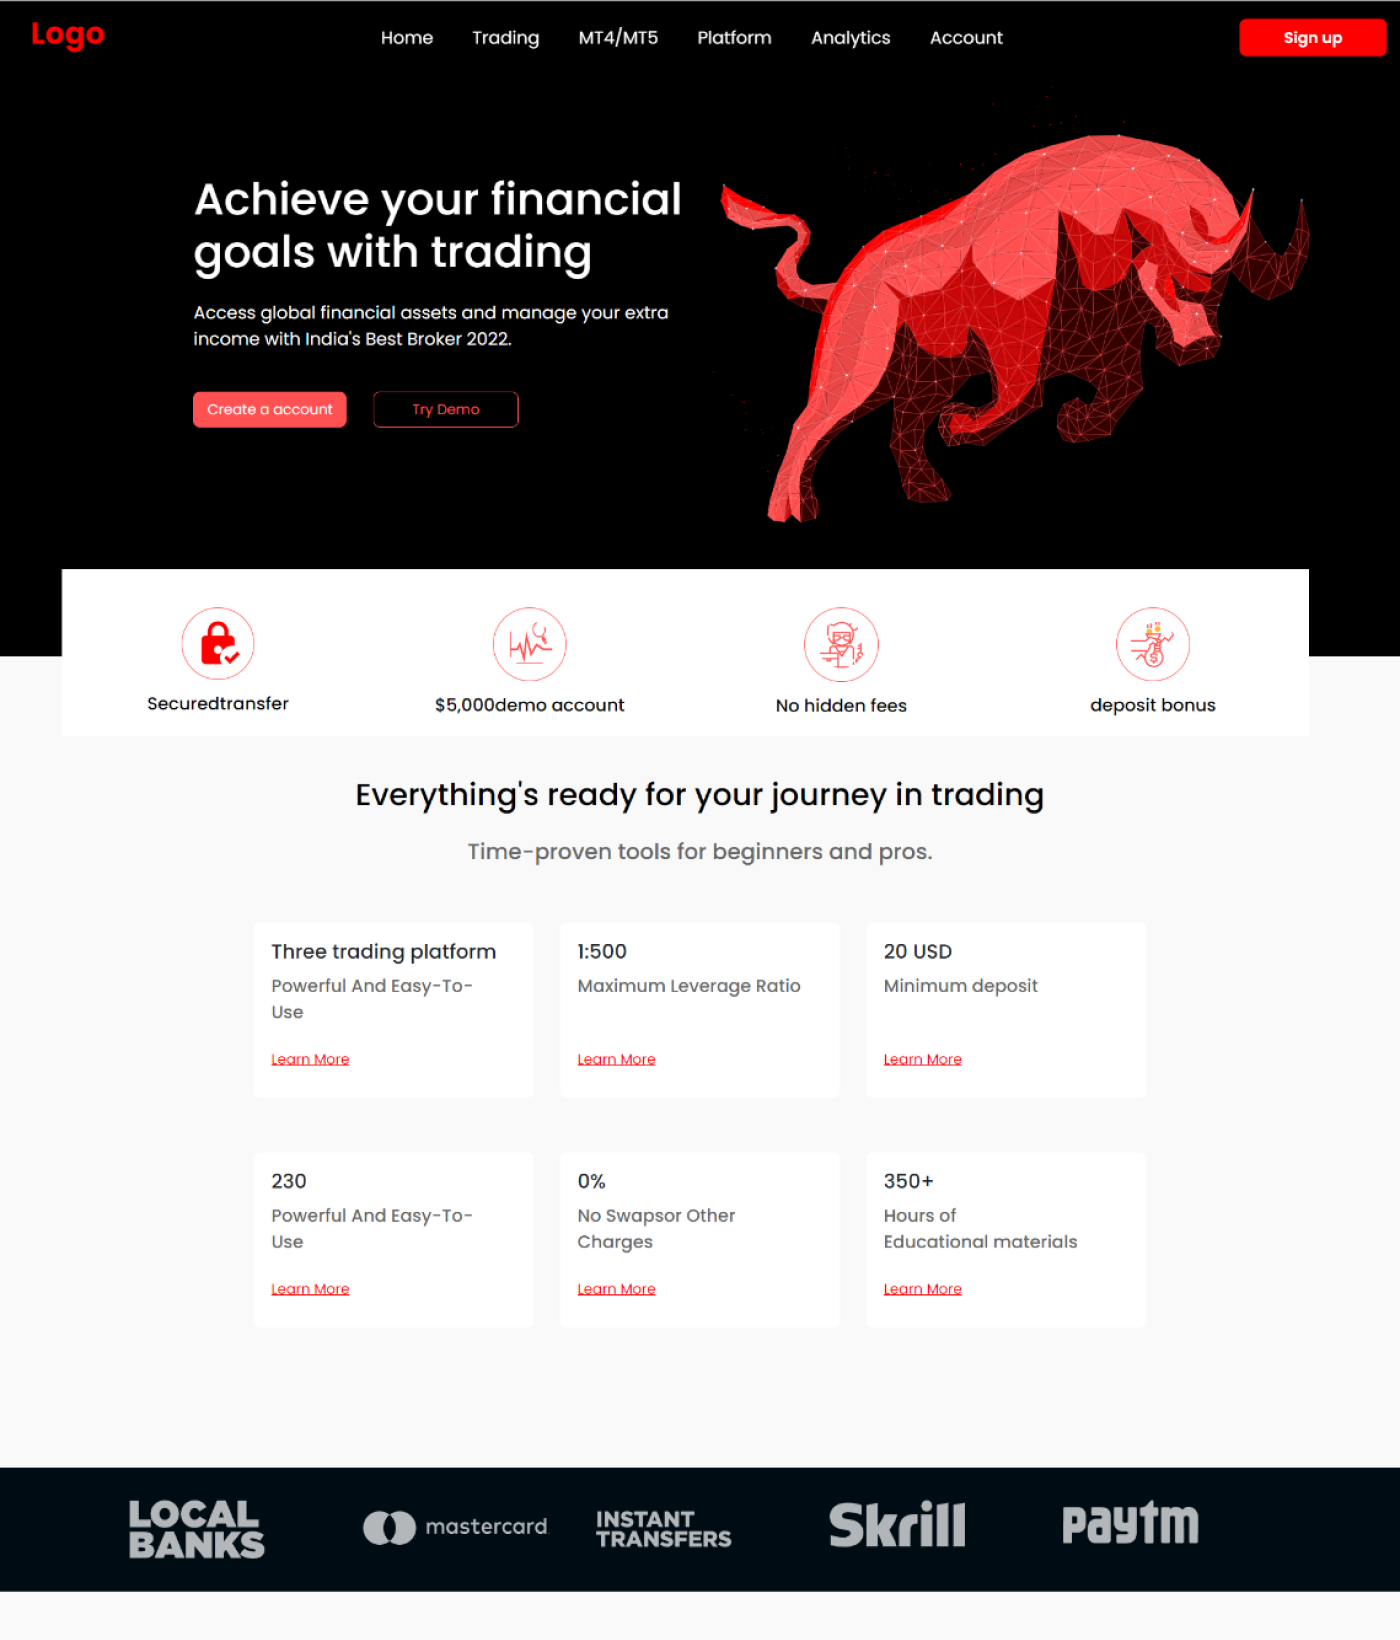 Logo
Home
Trading
MT4/MT5
Platform
Analytics
Account
Sign up
Achieve your financial
goals with trading
Access global financial assets and manage your extra
income with India's Best Broker 2022.
Create a account
Try Demo
Securedtransfer
$5,000demo account
No hidden fees
deposit bonus
Everything's ready for your journey in trading
Time-proven tools for beginners and pros.
Three trading platform
Powerful And Easy-To-
Use
Learn More
1:500
Maximum Leverage Ratio
Learn More
20 USD
Minimum deposit
Learn More
230
Powerful And Easy-To-
Use
Learn More
0%
No Swapsor Other
Charges
Learn More
350+
Hours of
Educational materials
Learn More
LOCAL
BANKS
mastercard
INSTANT
TRANSFERS
Skrill
paytm